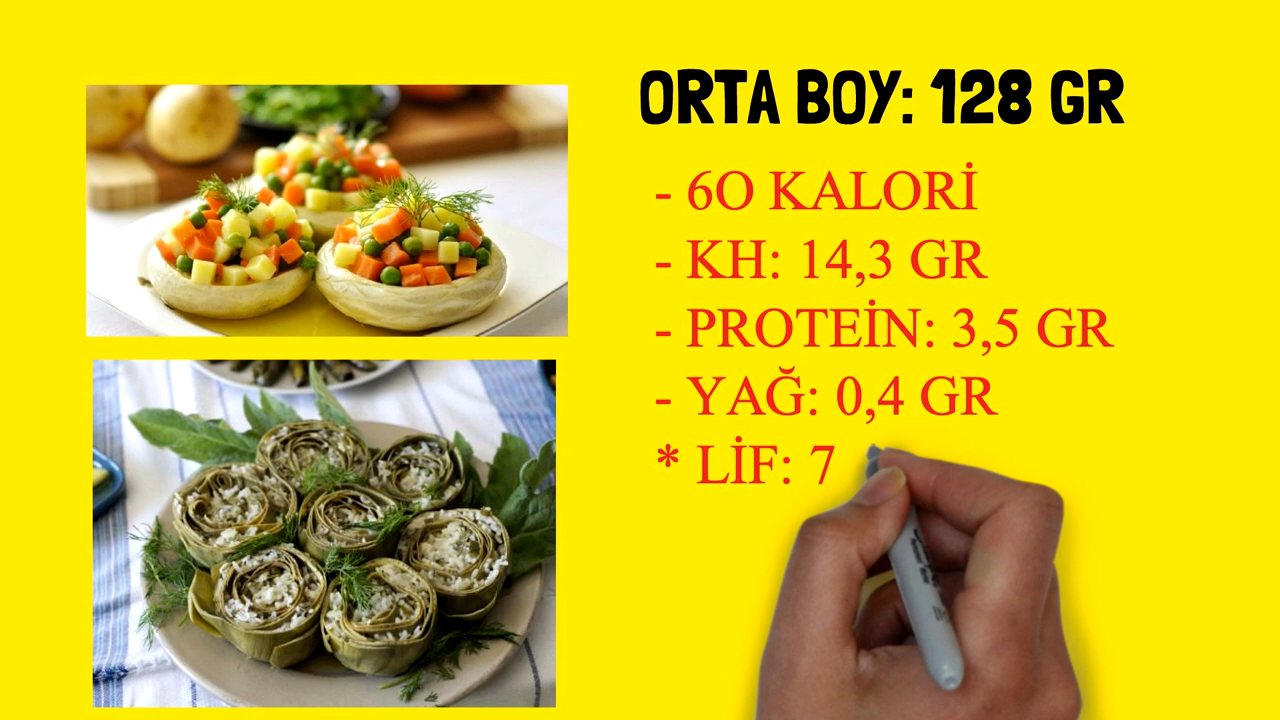 ORTA BOY: 128 GR
- 6O KALORİ
- KH: 14,3 GR
- PROTEİN: 3,5 GR
- YAĞ: 0,4 GR
* LİF: 7